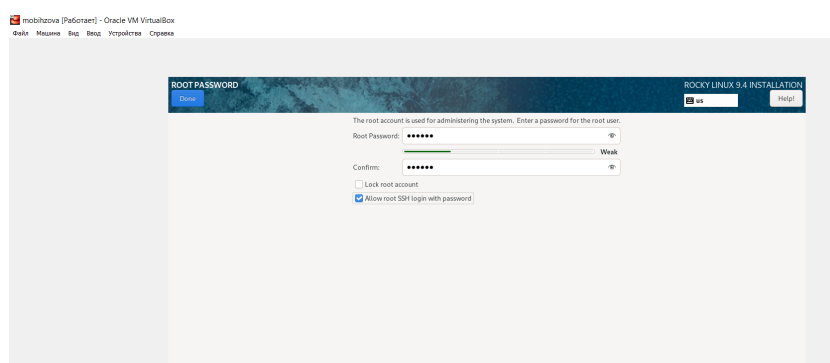 mobihzova [Работает] - Oracle VM VirtualBox
Файл Машина Вид Ввод Устройства Справка
ROOT PASSWORD
ROCKY LINUX 9.4 INSTALLATION
Done
us
Help!
The root account is used for administering the system. Enter a password for the root user.
Root Password: ••••••
Weak
Confirm: ••••••
Lock root account
Allow root SSH login with password